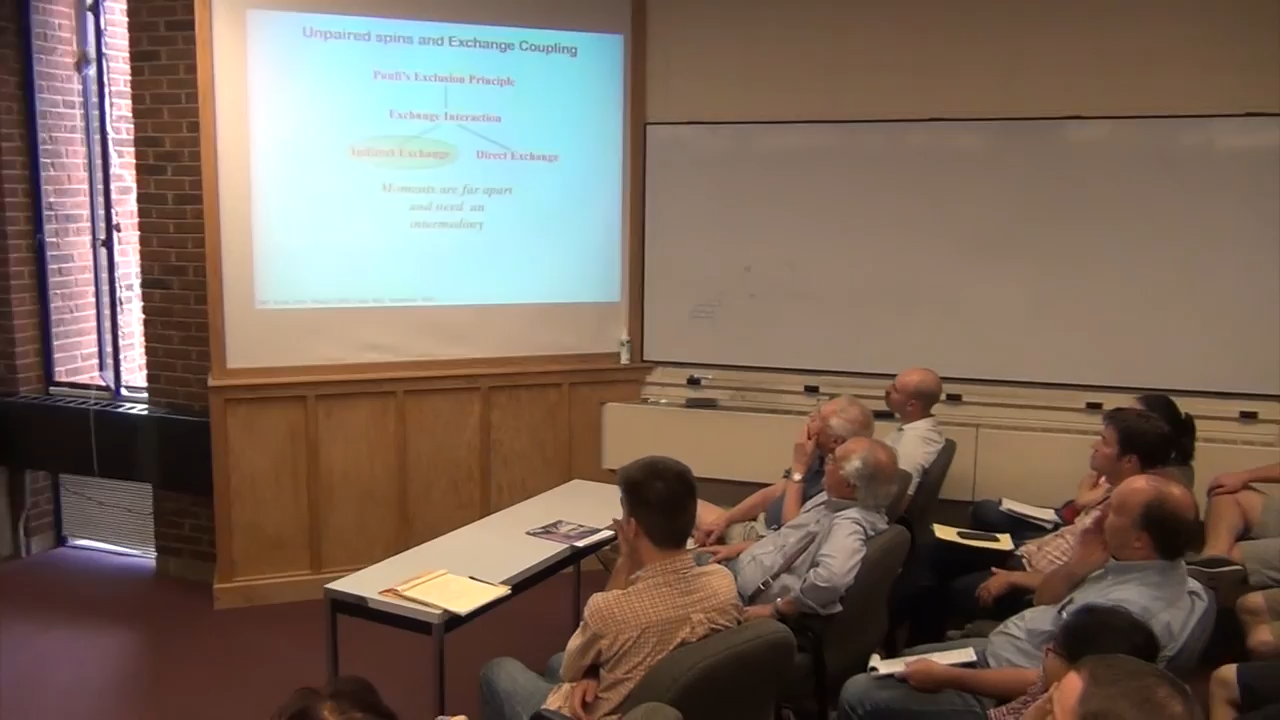 Unpaired spins and Exchange Coupling
Pauli's Exclusion Principle
Exchange Interaction
Indirect Exchange
Direct Exchange
Moments are far apart
and need an
intermediary